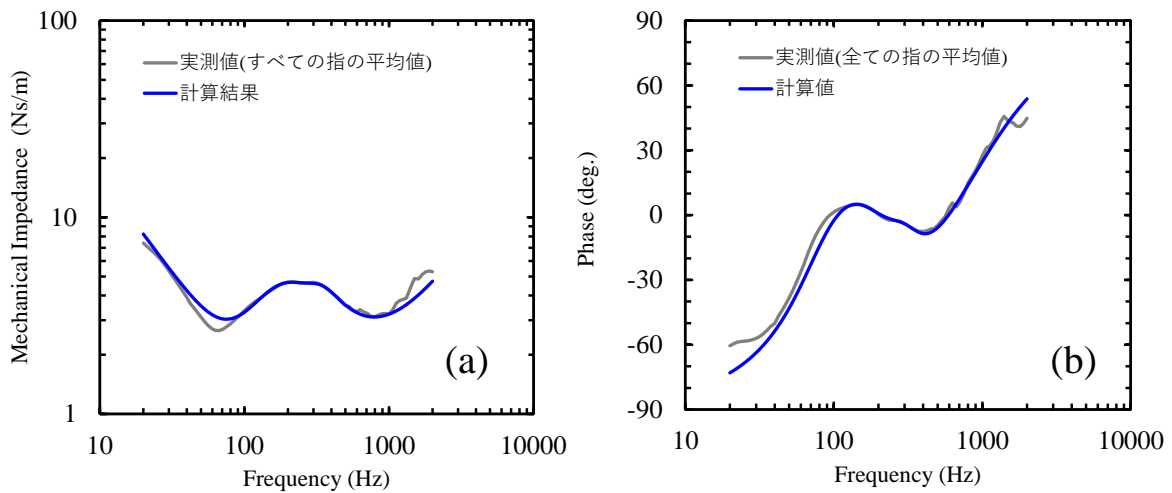 100
10
1
Mechanical Impedance (Ns/m)
実測値(すべての指の平均値)
計算結果
(a)
10 100 1000 10000
Frequency (Hz)
90
60
30
0
-30
-60
-90
Phase (deg.)
実測値(全ての指の平均値)
計算値
(b)
10 100 1000 10000
Frequency (Hz)